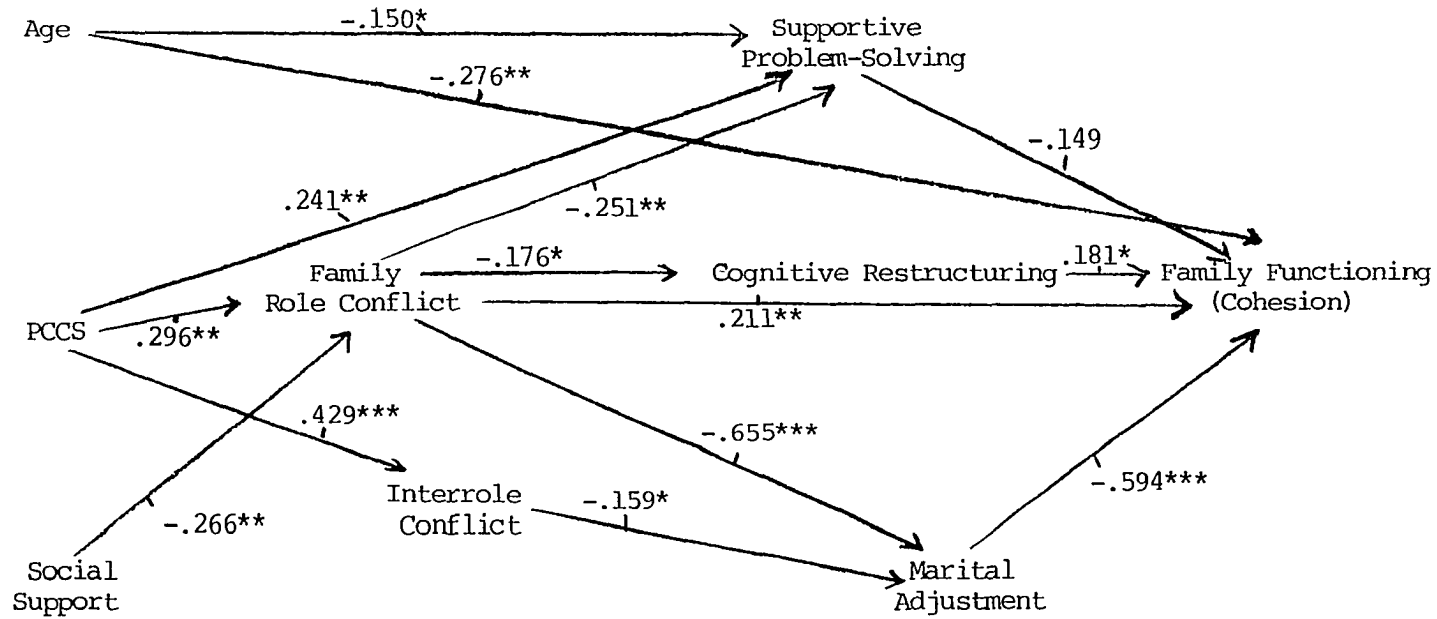 Age
-.150*
Supportive
Problem-Solving
-.276**
-.149
.241**
-.251**
Family
Role Conflict
-.176*
Cognitive Restructuring
.181*
Family Functioning
(Cohesion)
.211**
PCCS
.296**
.429***
-.655***
Interrole
Conflict
-.159*
-.594***
-.266**
Social
Support
Marital
Adjustment